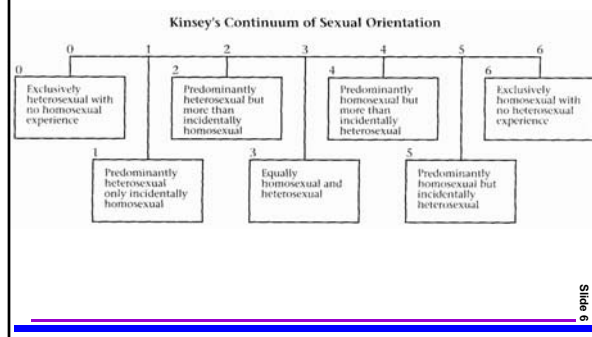 Kinsey's Continuum of Sexual Orientation
0 1 2 3 4 5 6
0
Exclusively
heterosexual with
no homosexual
experience
2
Predominantly
heterosexual but
more than
incidentally
homosexual
4
Predominantly
homosexual but
more than
incidentally
heterosexual
6
Exclusively
homosexual with
no heterosexual
experience
1
Predominantly
heterosexual
only incidentally
homosexual
3
Equally
homosexual and
heterosexual
5
Predominantly
homosexual but
incidentally
heterosexual
Slide 6